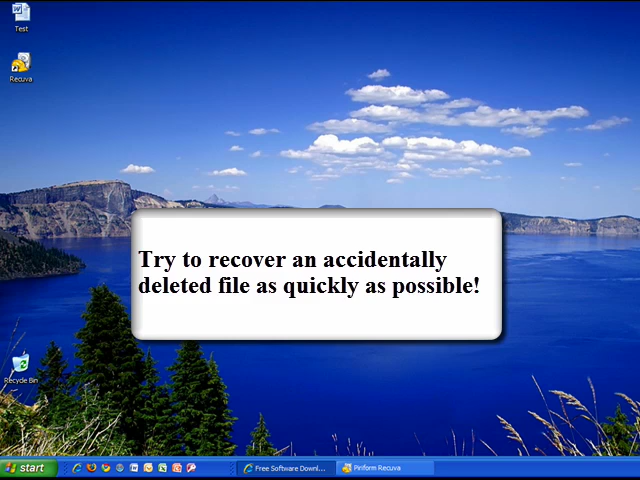 Test
Recuva
Try to recover an accidentally
deleted file as quickly as possible!
Recycle Bin
start
Free Software Downl...
Piriform Recuva